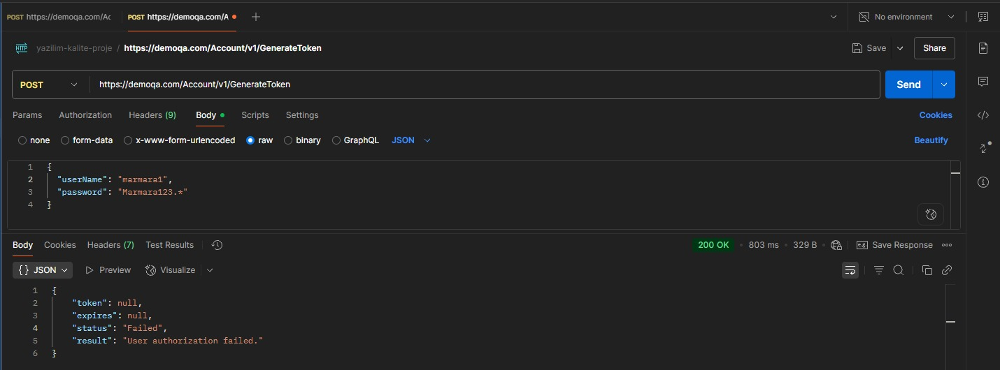 POST https://demoqa.com/Ac POST https://demoqa.com/A No environment
HTTP yazilim-kalite-proje / https://demoqa.com/Account/v1/GenerateToken Save Share
POST https://demoqa.com/Account/v1/GenerateToken Send
Params Authorization Headers (9) Body Scripts Settings Cookies
none form-data x-www-form-urlencoded raw binary GraphQL JSON Beautify
1 {
2 "userName": "marmara1",
3 "password": "Marmara123.*"
4 }
Body Cookies Headers (7) Test Results 200 OK 803 ms 329 B e.g. Save Response
{} JSON Preview Visualize
1 {
2 "token": null,
3 "expires": null,
4 "status": "Failed",
5 "result": "User authorization failed."
6 }